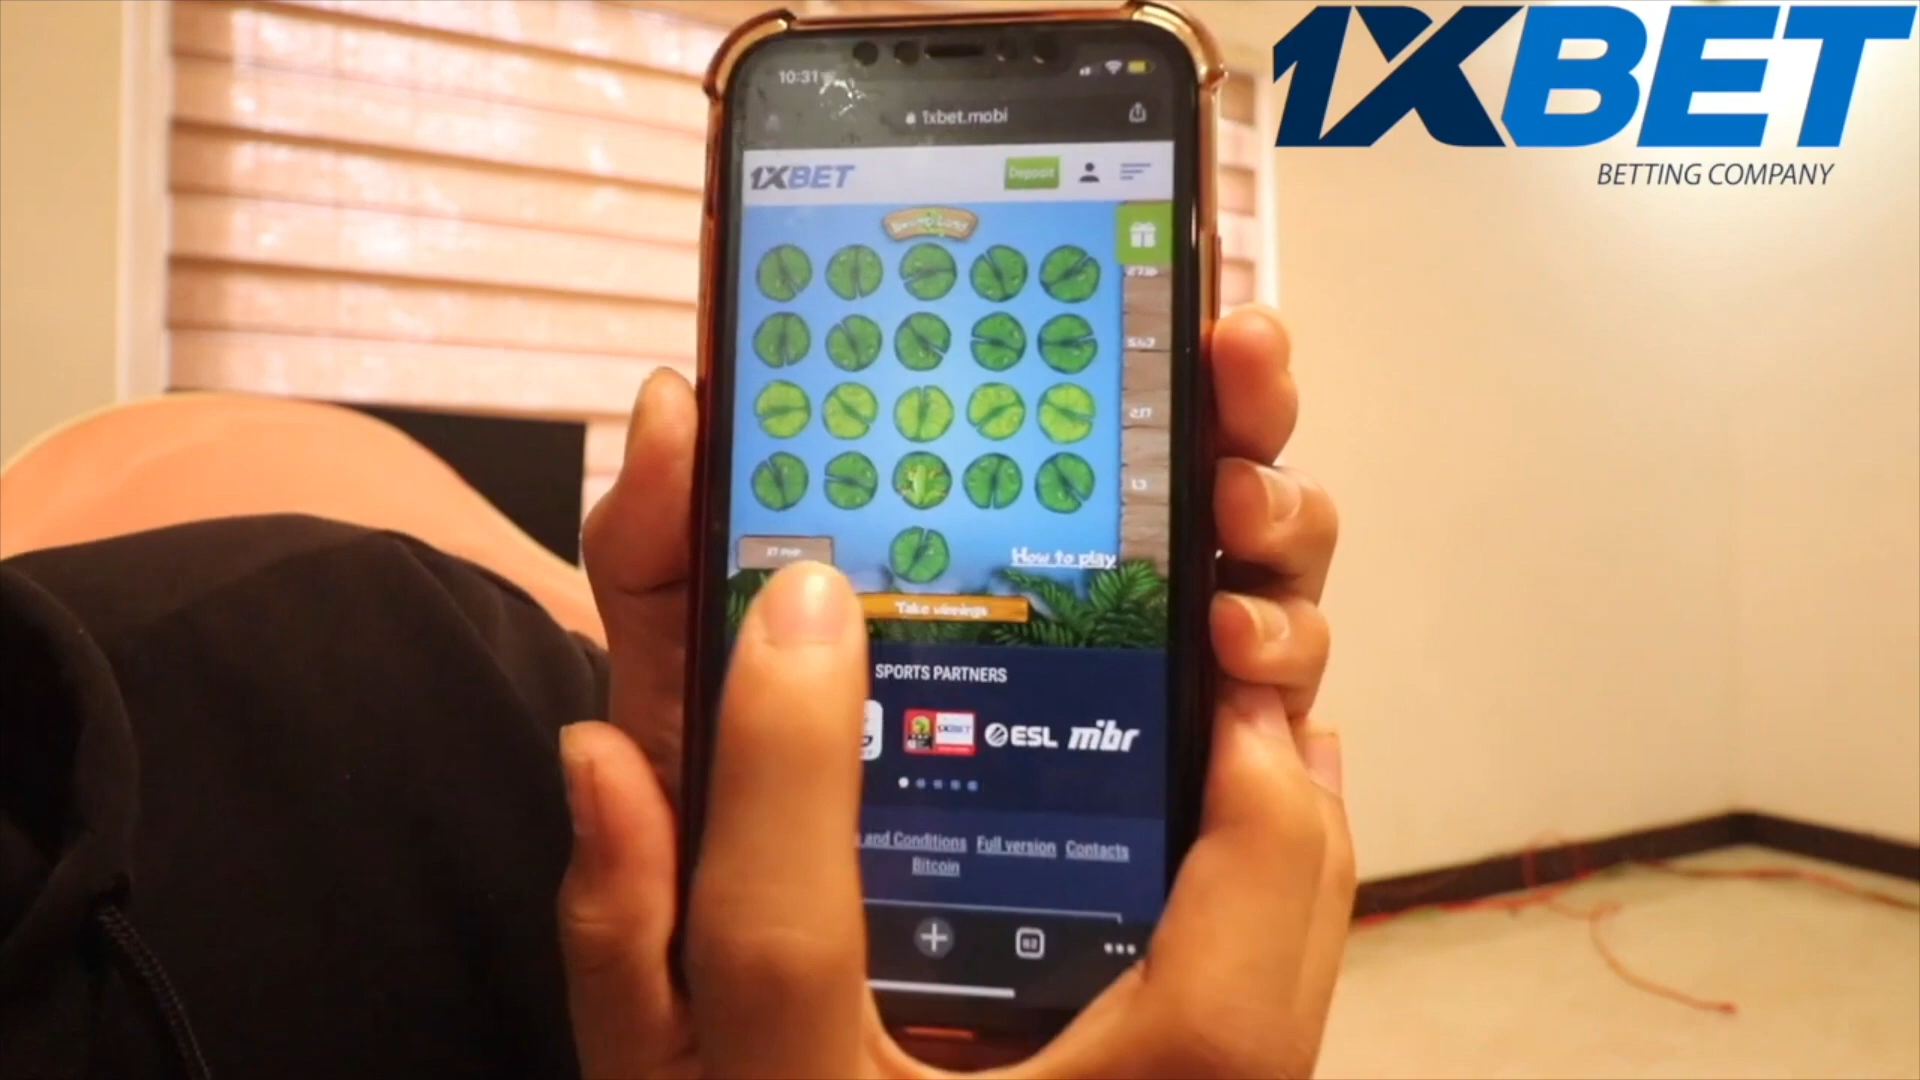 1XBET
BETTING COMPANY
10:31
1xbet.mobi
1XBET
Deposit
How to play
Take winnings
SPORTS PARTNERS
1XBET
ESL
mibr
and Conditions Full version Contacts
Bitcoin